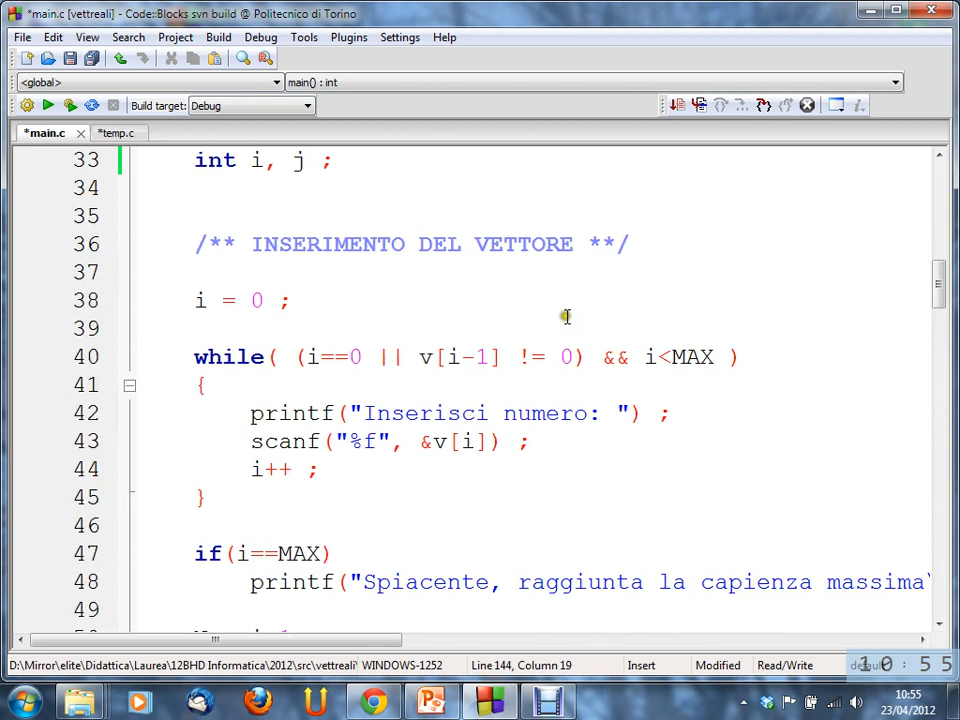 *main.c [vettreali] - Code::Blocks svn build @ Politecnico di Torino
File Edit View Search Project Build Debug Tools Plugins Settings Help
<global> main() : int
Build target: Debug
*main.c *temp.c
33 int i, j ;
34
35
36 /** INSERIMENTO DEL VETTORE **/
37
38 i = 0 ;
39
40 while( (i==0 || v[i-1] != 0) && i<MAX )
41 {
42 printf("Inserisci numero: ") ;
43 scanf("%f", &v[i]) ;
44 i++ ;
45 }
46
47 if(i==MAX)
48 printf("Spiacente, raggiunta la capienza massima\
49
D:\Mirror\elite\Didattica\Laurea\12BHD Informatica\2012\src\vettreali\ WINDOWS-1252 Line 144, Column 19 Insert Modified Read/Write
10:55
10:55
23/04/2012